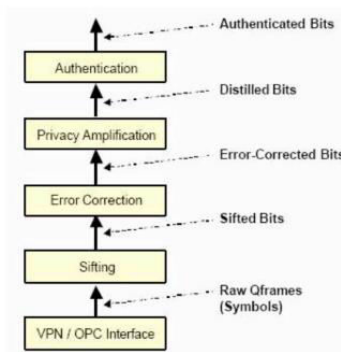 Authenticated Bits
Authentication
Distilled Bits
Privacy Amplification
Error-Corrected Bits
Error Correction
Sifted Bits
Sifting
Raw Qframes
(Symbols)
VPN / OPC Interface